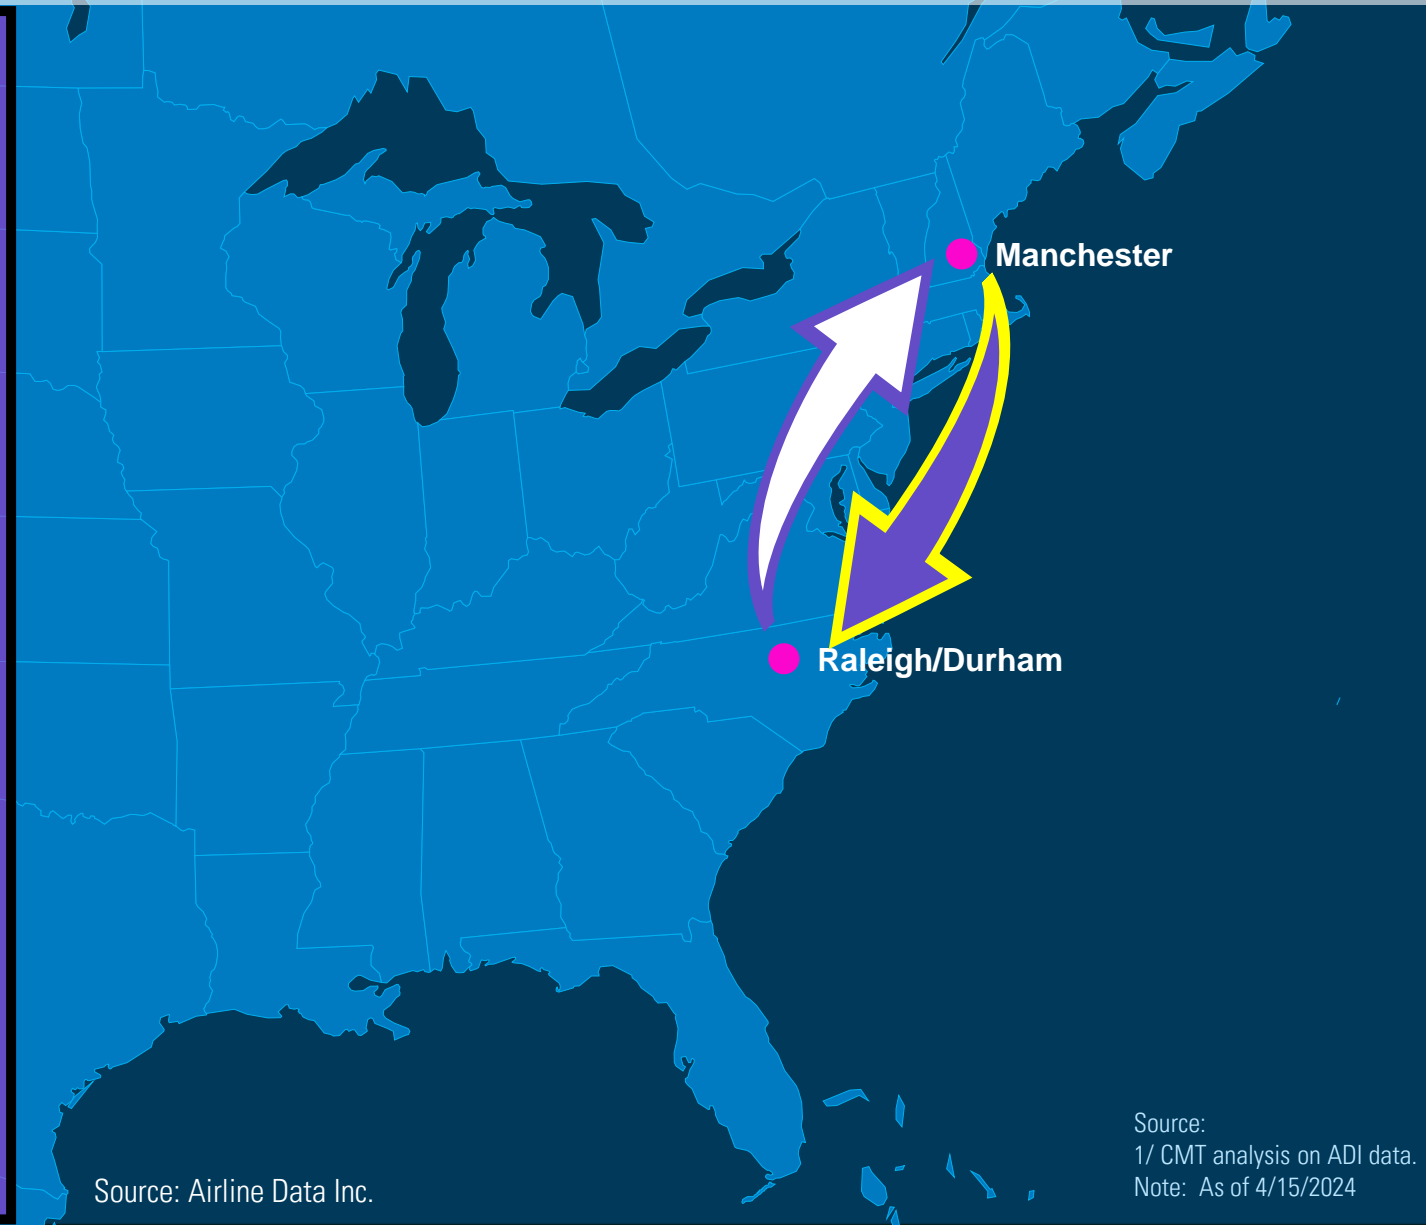 Manchester
Raleigh/Durham
Source: Airline Data Inc.
Source:
1/ CMT analysis on ADI data.
Note: As of 4/15/2024